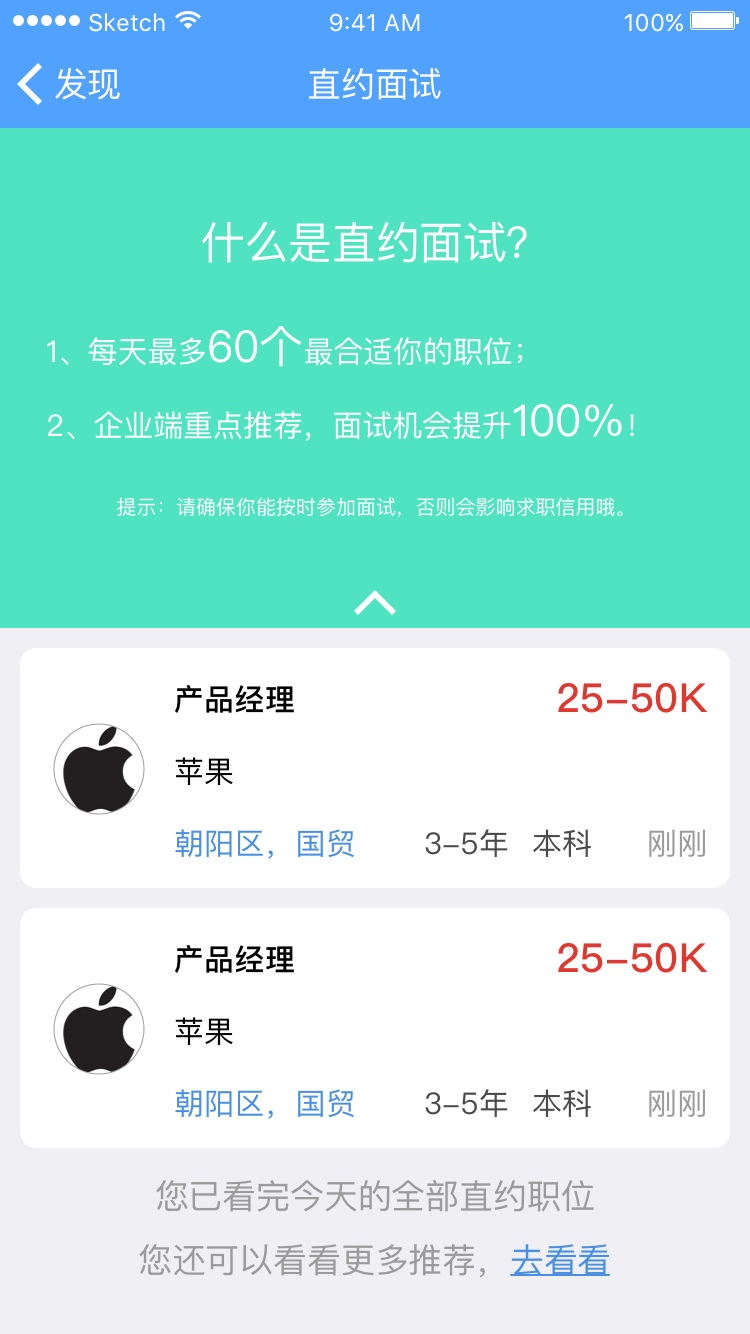 Sketch 9:41 AM 100%
发现 直约面试
什么是直约面试?
1、每天最多60个最合适你的职位；
2、企业端重点推荐，面试机会提升100%！
提示：请确保你能按时参加面试，否则会影响求职信用哦。
产品经理 25-50K
苹果
朝阳区，国贸 3-5年 本科 刚刚
产品经理 25-50K
苹果
朝阳区，国贸 3-5年 本科 刚刚
您已看完今天的全部直约职位
您还可以看看更多推荐，去看看